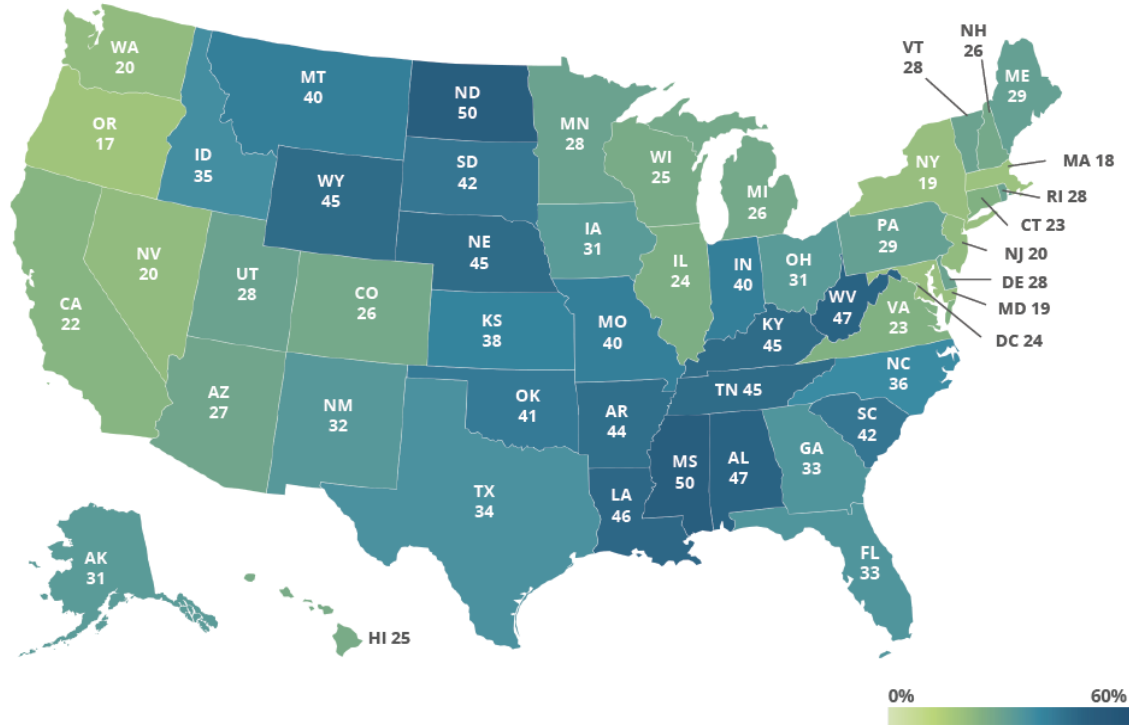 WA
20
OR
17
CA
22
NV
20
ID
35
MT
40
WY
45
UT
28
CO
26
AZ
27
NM
32
ND
50
SD
42
NE
45
KS
38
OK
41
TX
34
MN
28
IA
31
MO
40
AR
44
LA
46
WI
25
IL
24
MI
26
IN
40
OH
31
KY
45
TN 45
MS
50
AL
47
GA
33
FL
33
SC
42
NC
36
VA
23
WV
47
PA
29
NY
19
VT
28
NH
26
ME
29
MA 18
RI 28
CT 23
NJ 20
DE 28
MD 19
DC 24
AK
31
HI 25
0% 60%